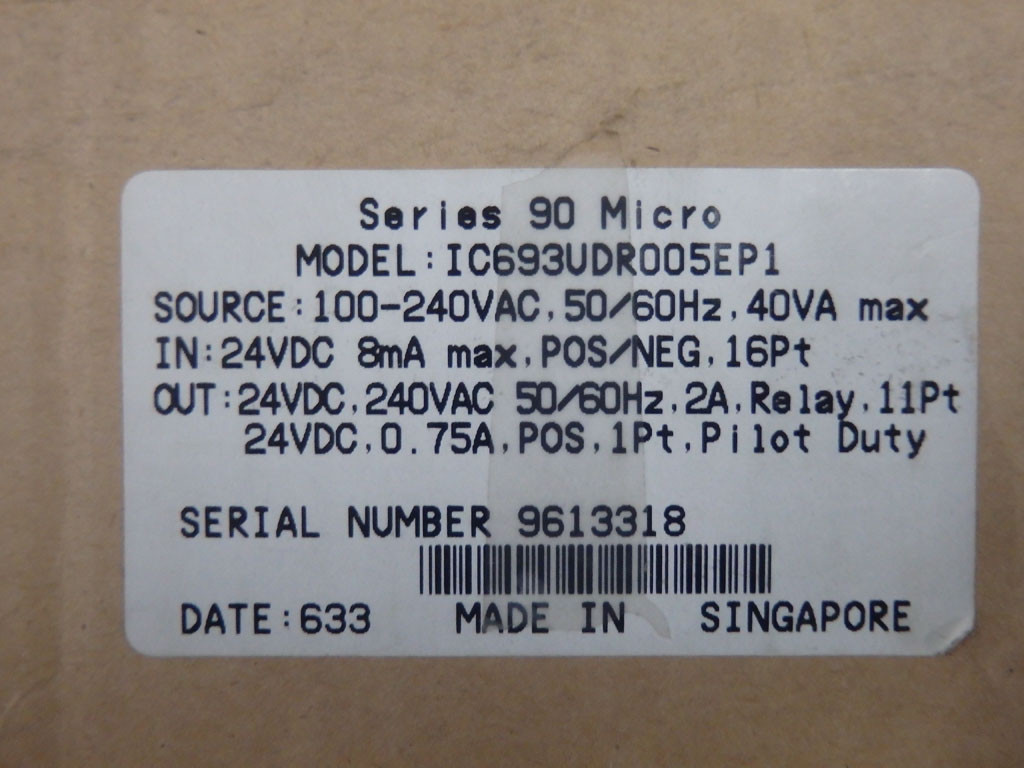 Series 90 Micro
MODEL:IC693UDR005EP1
SOURCE:100-240VAC,50/60Hz,40VA max
IN:24VDC 8mA max,POS/NEG,16Pt
OUT:24VDC,240VAC 50/60Hz,2A,Relay,11Pt
24VDC,0.75A,POS,1Pt,Pilot Duty
SERIAL NUMBER 9613318
DATE:633 MADE IN SINGAPORE